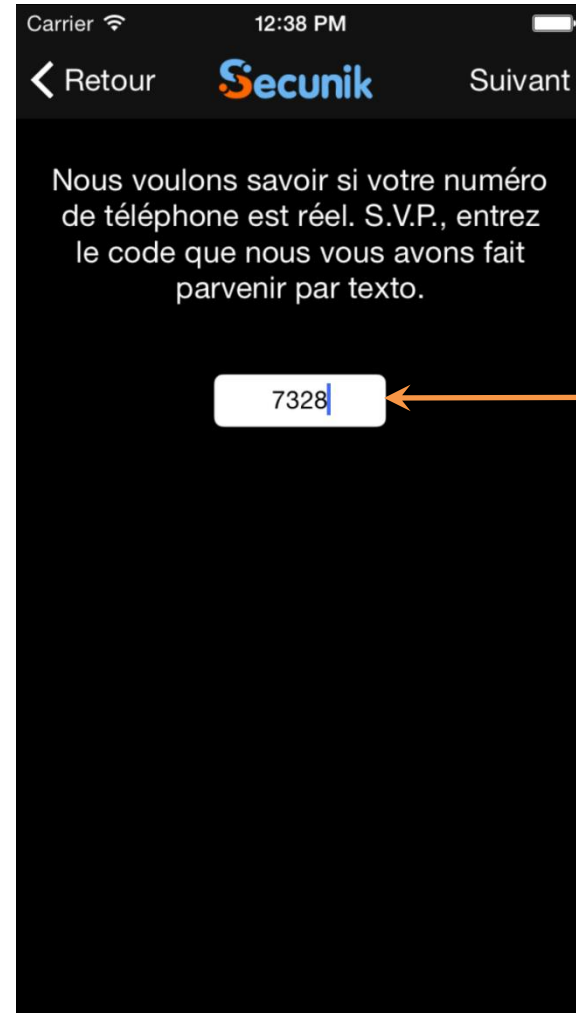 Carrier 12:38 PM
Retour Secunik Suivant
Nous voulons savoir si votre numéro
de téléphone est réel. S.V.P., entrez
le code que nous vous avons fait
parvenir par texto.
7328